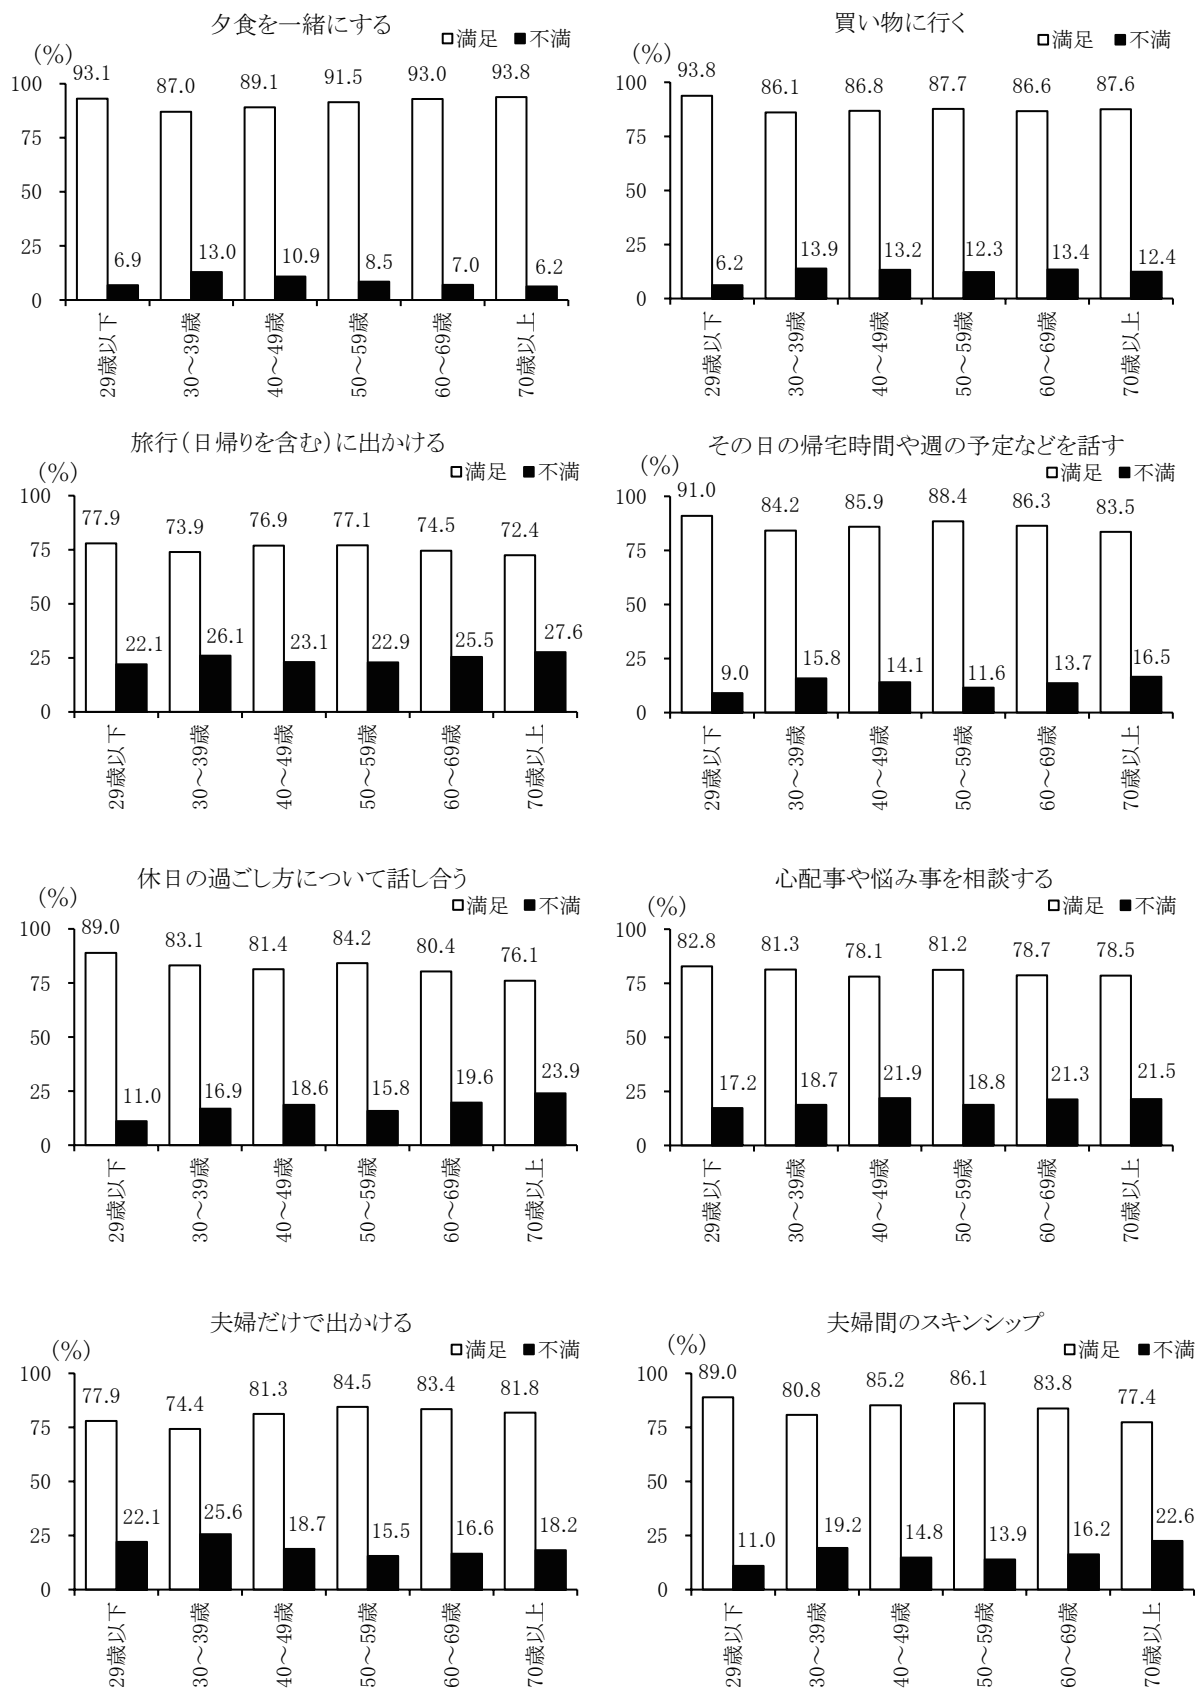 夕食を一緒にする
(%)
□満足 ■不満
93.1 87.0 89.1 91.5 93.0 93.8
6.9 13.0 10.9 8.5 7.0 6.2
100
75
50
25
0
29歳以下 30～39歳 40～49歳 50～59歳 60～69歳 70歳以上
買い物に行く
(%)
□満足 ■不満
93.8 86.1 86.8 87.7 86.6 87.6
6.2 13.9 13.2 12.3 13.4 12.4
100
75
50
25
0
29歳以下 30～39歳 40～49歳 50～59歳 60～69歳 70歳以上
旅行(日帰りを含む)に出かける
(%)
□満足 ■不満
77.9 73.9 76.9 77.1 74.5 72.4
22.1 26.1 23.1 22.9 25.5 27.6
100
75
50
25
0
29歳以下 30～39歳 40～49歳 50～59歳 60～69歳 70歳以上
その日の帰宅時間や週の予定などを話す
(%)
□満足 ■不満
91.0 84.2 85.9 88.4 86.3 83.5
9.0 15.8 14.1 11.6 13.7 16.5
100
75
50
25
0
29歳以下 30～39歳 40～49歳 50～59歳 60～69歳 70歳以上
休日の過ごし方について話し合う
(%)
□満足 ■不満
89.0 83.1 81.4 84.2 80.4 76.1
11.0 16.9 18.6 15.8 19.6 23.9
100
75
50
25
0
29歳以下 30～39歳 40～49歳 50～59歳 60～69歳 70歳以上
心配事や悩み事を相談する
(%)
□満足 ■不満
82.8 81.3 78.1 81.2 78.7 78.5
17.2 18.7 21.9 18.8 21.3 21.5
100
75
50
25
0
29歳以下 30～39歳 40～49歳 50～59歳 60～69歳 70歳以上
夫婦だけで出かける
(%)
□満足 ■不満
77.9 74.4 81.3 84.5 83.4 81.8
22.1 25.6 18.7 15.5 16.6 18.2
100
75
50
25
0
29歳以下 30～39歳 40～49歳 50～59歳 60～69歳 70歳以上
夫婦間のスキンシップ
(%)
□満足 ■不満
89.0 80.8 85.2 86.1 83.8 77.4
11.0 19.2 14.8 13.9 16.2 22.6
100
75
50
25
0
29歳以下 30～39歳 40～49歳 50～59歳 60～69歳 70歳以上